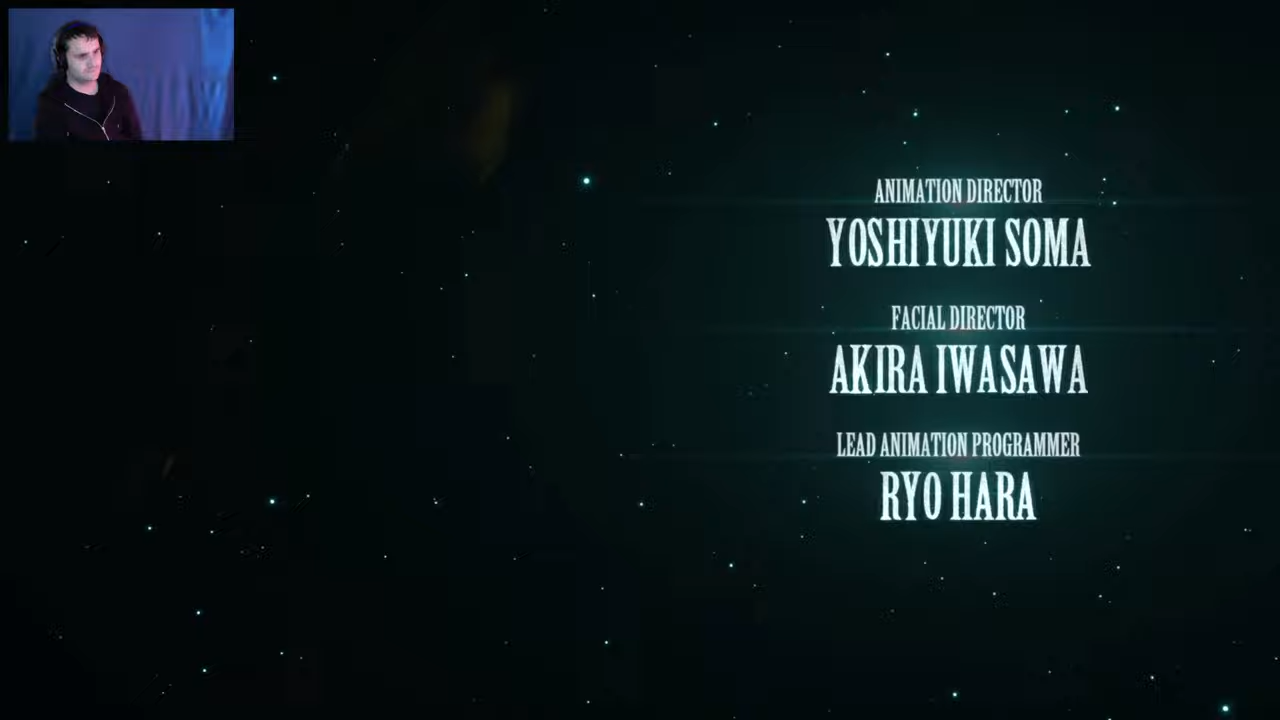 ANIMATION DIRECTOR
YOSHIYUKI SOMA
FACIAL DIRECTOR
AKIRA IWASAWA
LEAD ANIMATION PROGRAMMER
RYO HARA